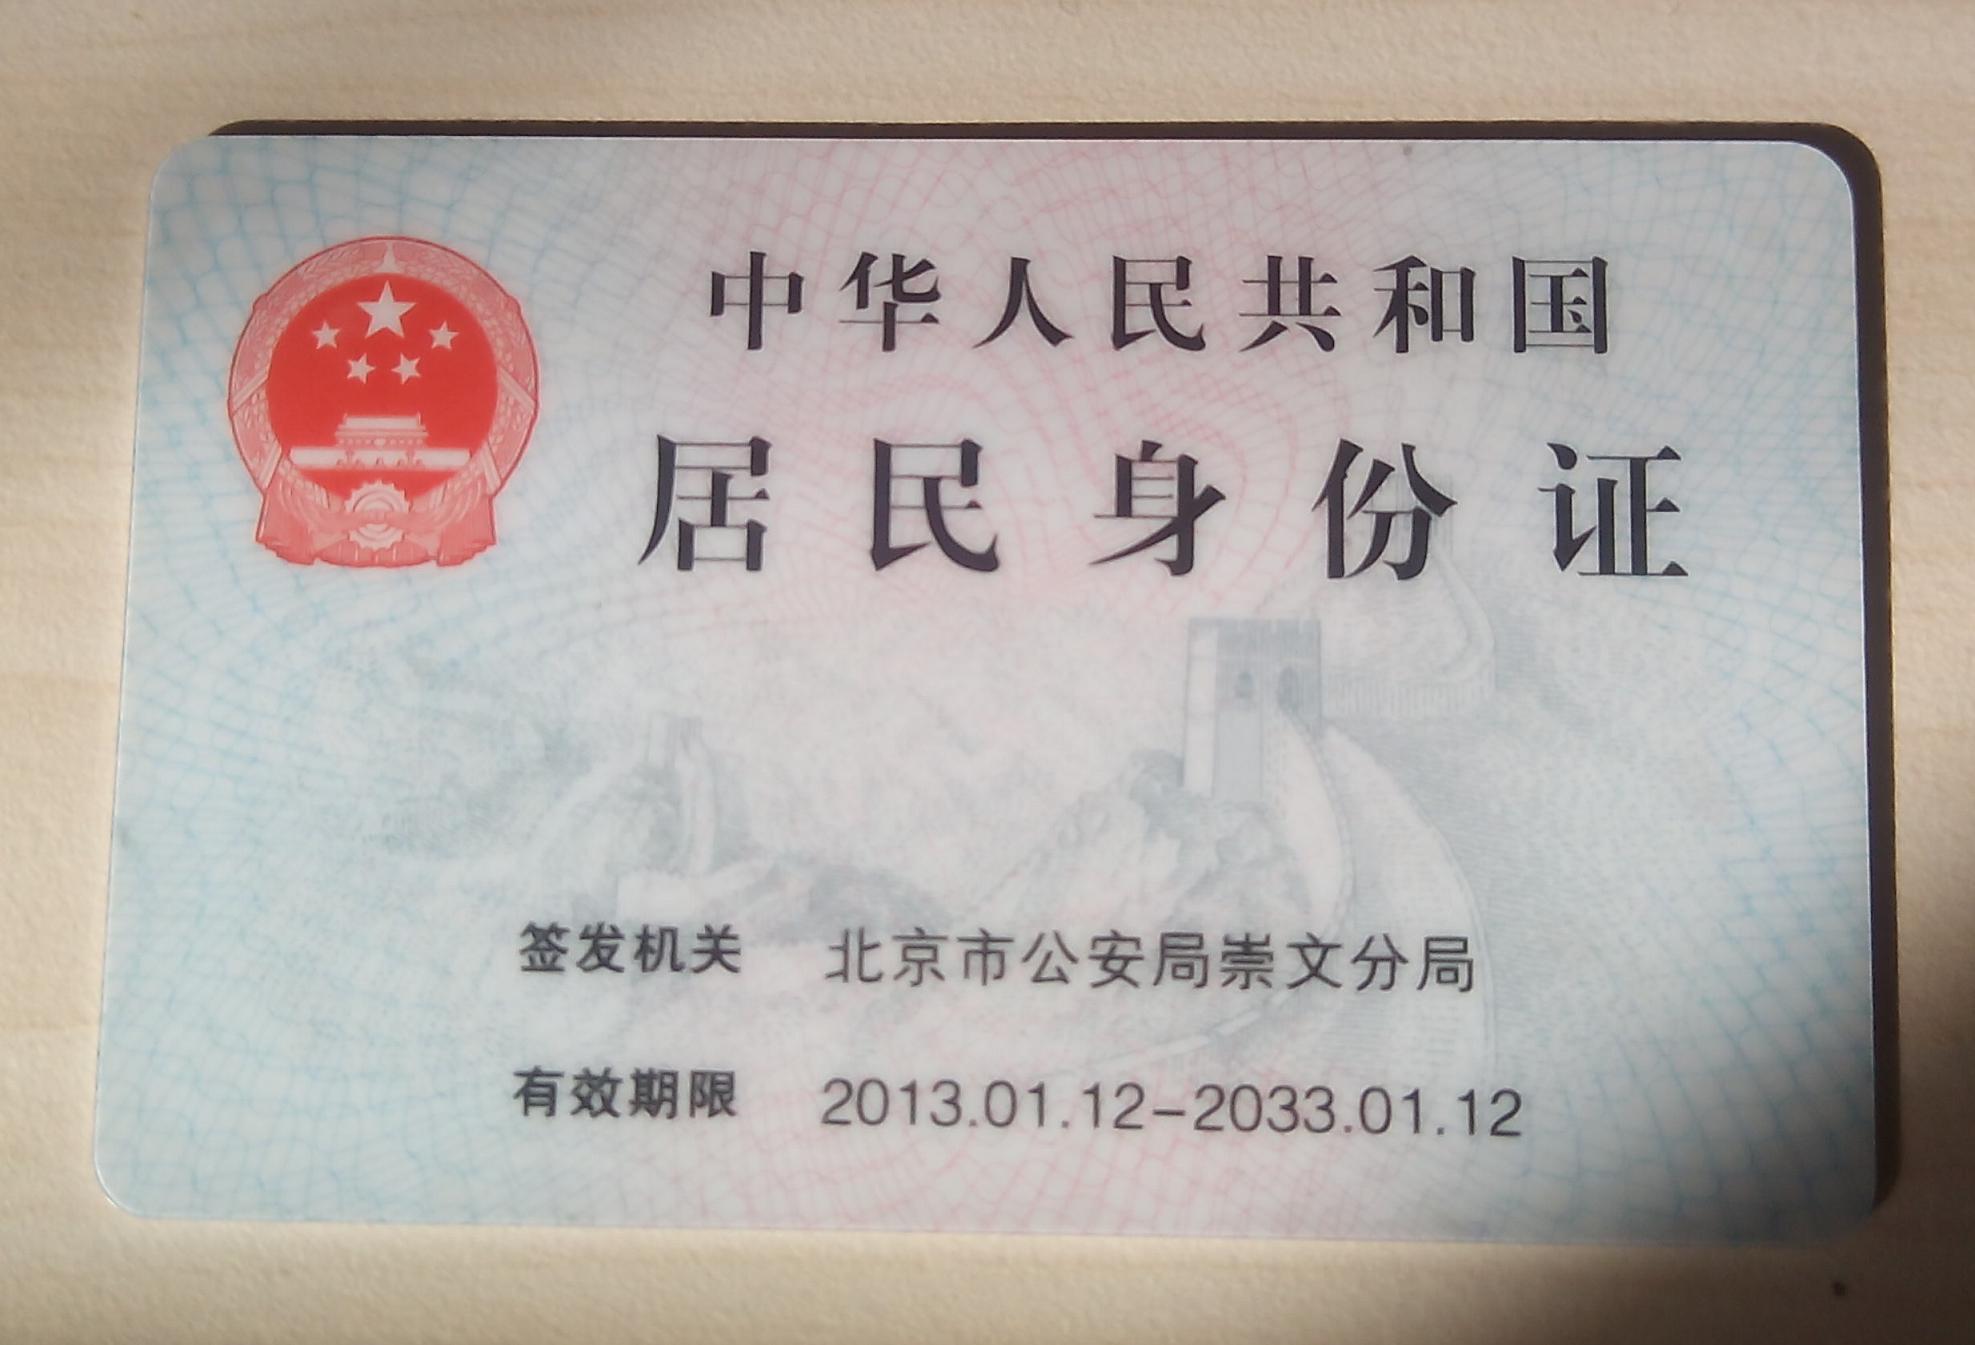 中华人民共和国
居民身份证
签发机关 北京市公安局崇文分局
有效期限 2013.01.12-2033.01.12